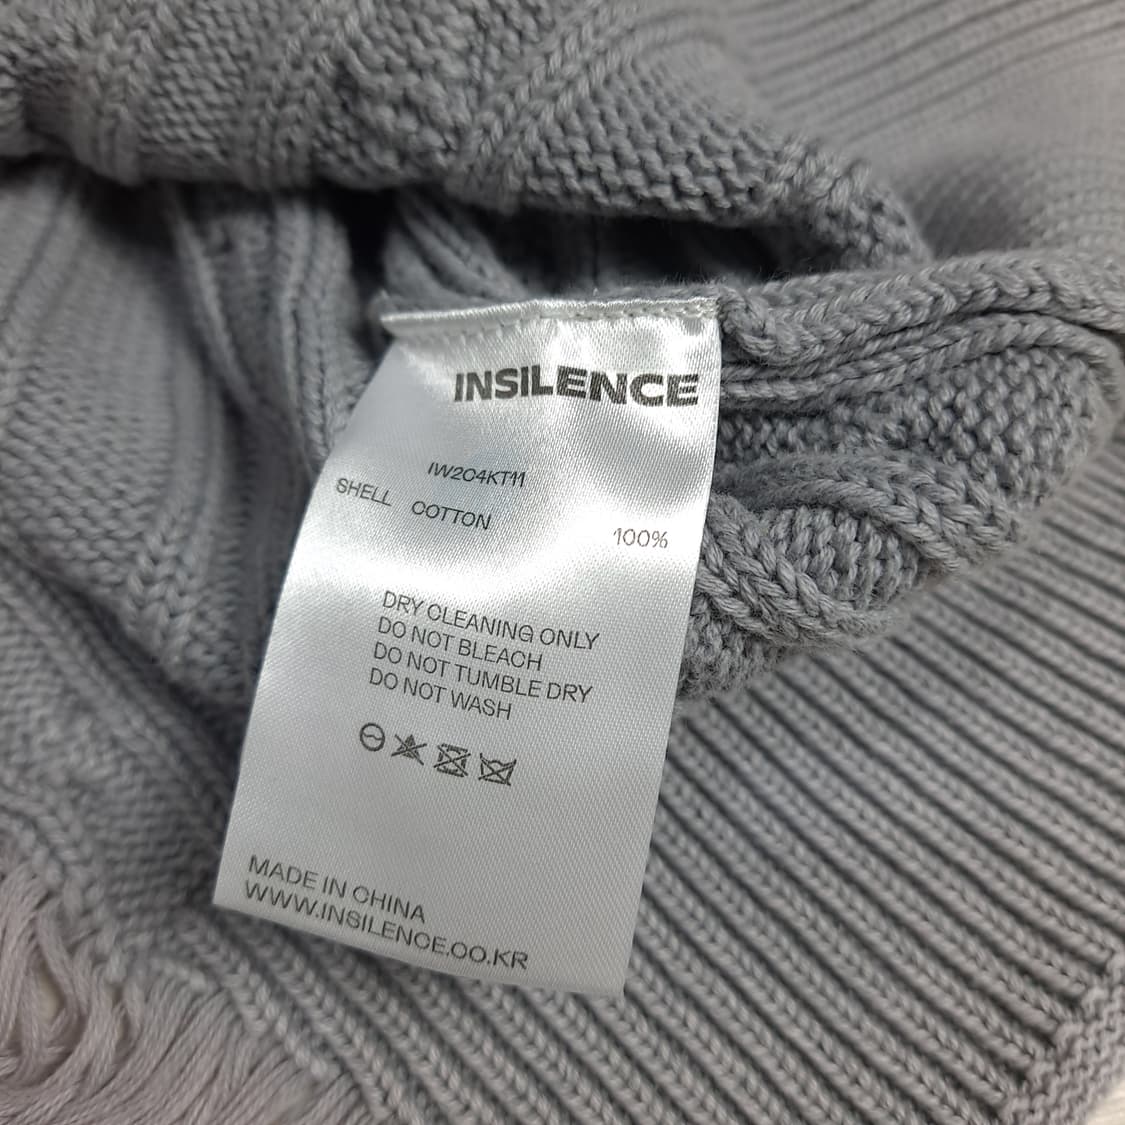 INSILENCE
IW204KT11
SHELL COTTON 100%
DRY CLEANING ONLY
DO NOT BLEACH
DO NOT TUMBLE DRY
DO NOT WASH
MADE IN CHINA
WWW.INSILENCE.CO.KR